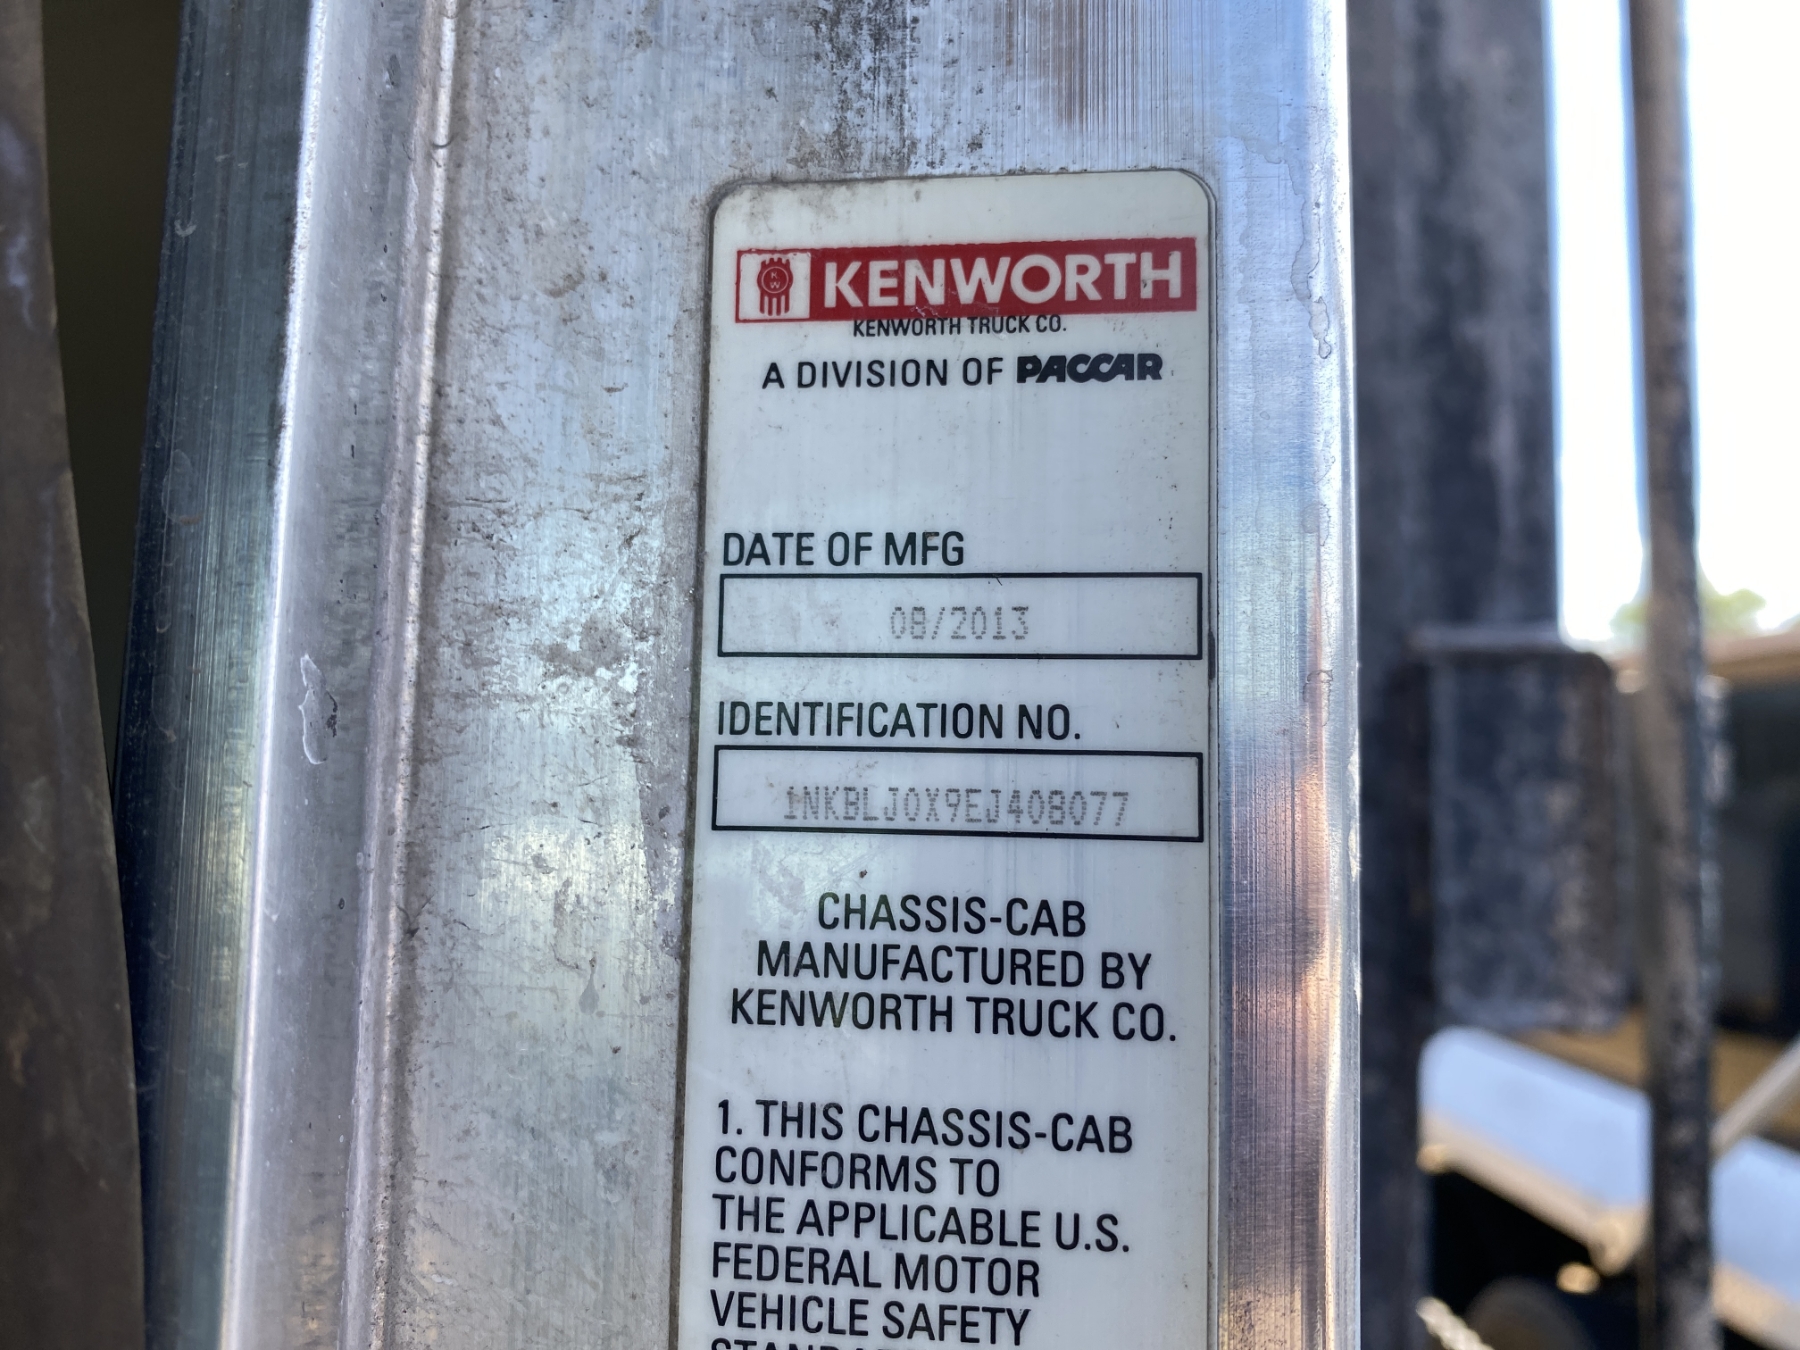 KW
KENWORTH
KENWORTH TRUCK CO.
A DIVISION OF PACCAR
DATE OF MFG
08/2013
IDENTIFICATION NO.
1NKBLJ0X9EJ408077
CHASSIS-CAB
MANUFACTURED BY
KENWORTH TRUCK CO.
1. THIS CHASSIS-CAB
CONFORMS TO
THE APPLICABLE U.S.
FEDERAL MOTOR
VEHICLE SAFETY